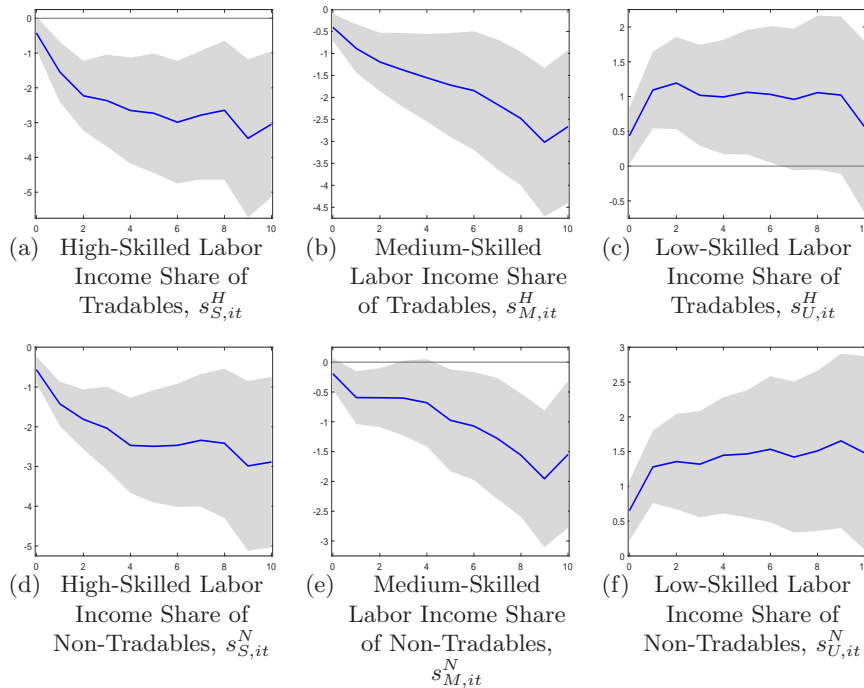 0
-1
-2
-3
-4
-5
0 2 4 6 8 10
(a) High-Skilled Labor
Income Share of
Tradables, s^H_{S,it}
0
-0.5
-1
-1.5
-2
-2.5
-3
-3.5
-4
-4.5
0 2 4 6 8 10
(b) Medium-Skilled
Labor Income Share
of Tradables, s^H_{M,it}
2
1.5
1
0.5
0
-0.5
0 2 4 6 8 10
(c) Low-Skilled Labor
Income Share of
Tradables, s^H_{U,it}
0
-1
-2
-3
-4
-5
0 2 4 6 8 10
(d) High-Skilled Labor
Income Share of
Non-Tradables, s^N_{S,it}
0
-0.5
-1
-1.5
-2
-2.5
-3
0 2 4 6 8 10
(e) Medium-Skilled
Labor Income Share
of Non-Tradables,
s^N_{M,it}
3
2.5
2
1.5
1
0.5
0
0 2 4 6 8 10
(f) Low-Skilled Labor
Income Share of
Non-Tradables, s^N_{U,it}